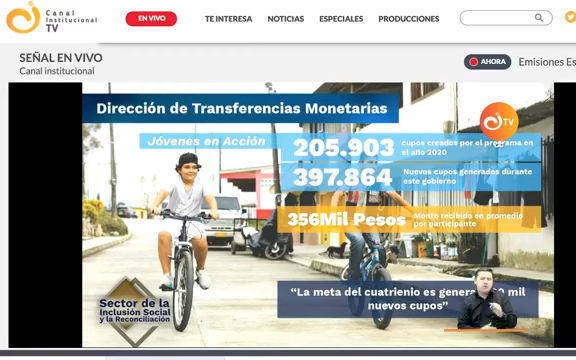 Canal
Institucional
TV
EN VIVO
TE INTERESA
NOTICIAS
ESPECIALES
PRODUCCIONES
SEÑAL EN VIVO
Canal institucional
AHORA
Emisiones Es
Dirección de Transferencias Monetarias
TV
Jóvenes en Acción
205.903
cupos creados por el programa en
el año 2020
397.864
Nuevos cupos generados durante
este gobierno
356Mil Pesos
Monto recibido en promedio
por participante
“La meta del cuatrienio es mil
nuevos cupos”
Sector de la
Inclusión Social
y la Reconciliación